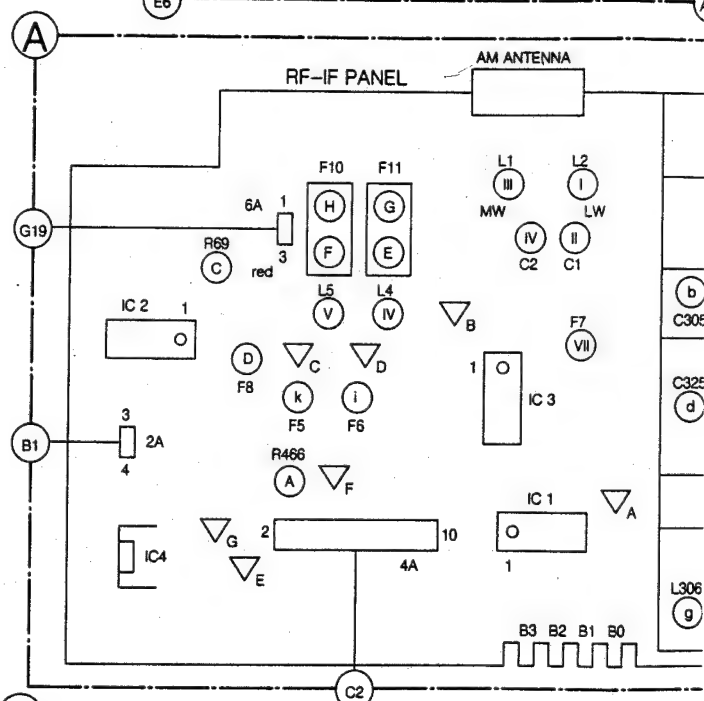 E6
A
AM ANTENNA
RF-IF PANEL
F10 F11 L1 L2
H G III I
6A 1 MW LW
G19 IV II
R69 F E C2 C1
C red 3
L5 L4 b
IC 2 1 V IV B C305
F7
VII
D C D 1
F8 k i IC 3 C325
d
F5 F6
3
B1 2A
4 R466
A F IC 1
A
G 2 10
IC4 E 4A 1
L306
g
B3 B2 B1 B0
C2